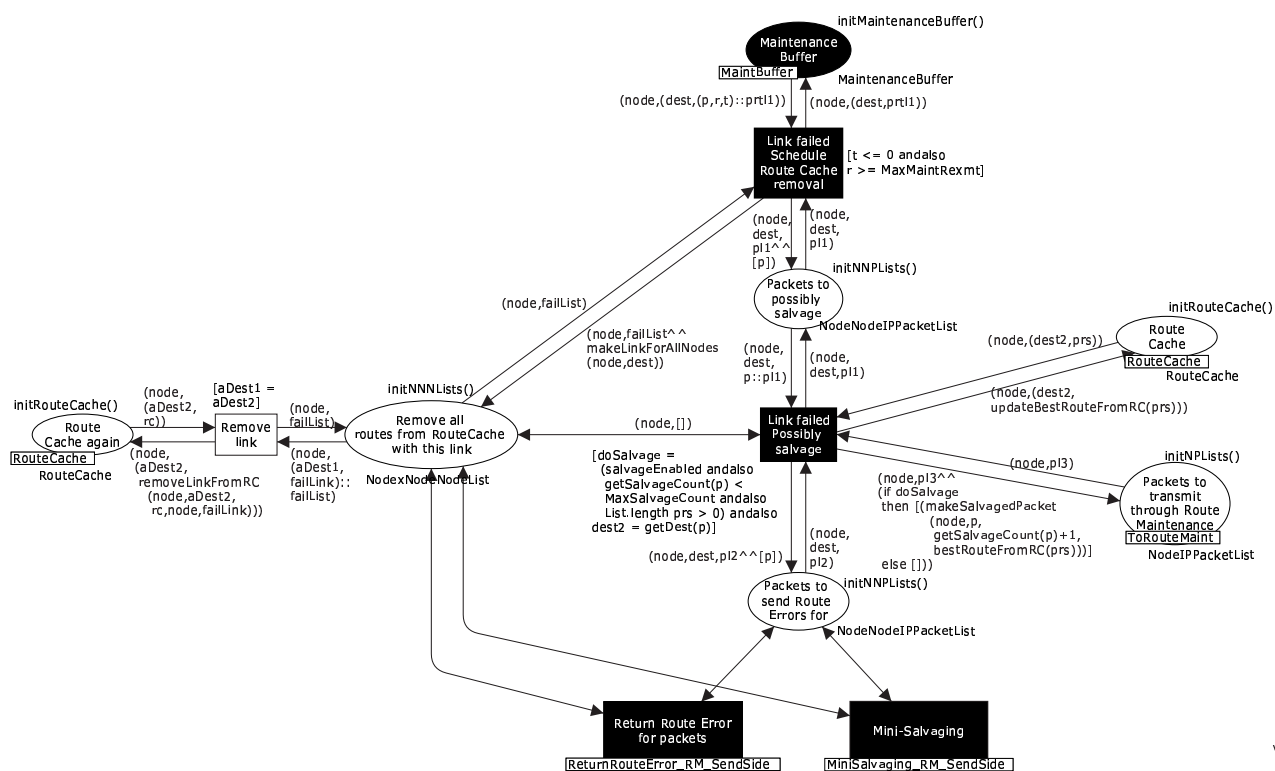 initMaintenanceBuffer()
Maintenance
Buffer
MaintBuffer
MaintenanceBuffer
(node,(dest,(p,r,t)::prtl1))
(node,(dest,prtl1))
Link failed
Schedule
Route Cache
removal
[t <= 0 andalso
r >= MaxMaintRexmt]
(node,
dest,
pl1^^
[p])
(node,
dest,
pl1)
initNNPLists()
Packets to
possibly
salvage
NodeNodeIPPacketList
(node,failList)
(node,failList^^
makeLinkForAllNodes
(node,dest))
(node,
dest,
p::pl1)
(node,
dest,pl1)
initRouteCache()
Route
Cache
RouteCache
RouteCache
(node,(dest2,prs))
(node,(dest2,
updateBestRouteFromRC(prs)))
initRouteCache()
Route
Cache again
RouteCache
RouteCache
(node,
(aDest2,
rc))
[aDest1 =
aDest2]
Remove
link
(node,
(aDest2,
removeLinkFromRC
(node,aDest2,
rc,node,failLink)))
(node,
failList)
(node,
(aDest1,
failLink)::
failList)
initNNNLists()
Remove all
routes from RouteCache
with this link
NodexNodeNodeList
(node,[])
Link failed
Possibly
salvage
[doSalvage =
(salvageEnabled andalso
getSalvageCount(p) <
MaxSalvageCount andalso
List.length prs > 0) andalso
dest2 = getDest(p)]
(node,pl3)
(node,pl3^^
(if doSalvage
then [(makeSalvagedPacket
(node,p,
getSalvageCount(p)+1,
bestRouteFromRC(prs)))]
else []))
initNPLists()
Packets to
transmit
through Route
Maintenance
ToRouteMaint
NodeIPPacketList
(node,dest,pl2^^[p])
(node,
dest,
pl2)
initNNPLists()
Packets to
send Route
Errors for
NodeNodeIPPacketList
Return Route Error
for packets
ReturnRouteError_RM_SendSide
Mini-Salvaging
MiniSalvaging_RM_SendSide